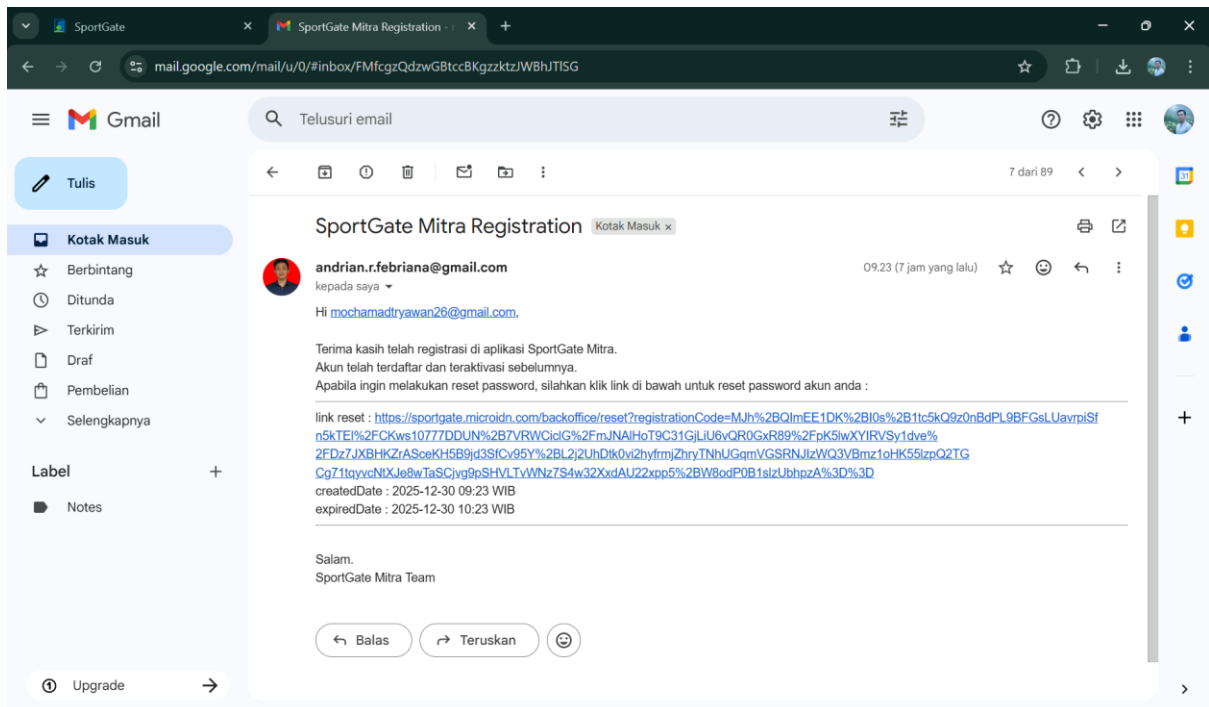 SportGate
SportGate Mitra Registration -
mail.google.com/mail/u/0/#inbox/FMfcgzQdzwGBtccBKgzzktzJWBhJTlSG
Gmail
Telusuri email
Tulis
7 dari 89
Kotak Masuk
Berbintang
Ditunda
Terkirim
Draf
Pembelian
Selengkapnya
Label
Notes
Upgrade
31
SportGate Mitra Registration Kotak Masuk ×
andrian.r.febriana@gmail.com 09.23 (7 jam yang lalu)
kepada saya
Hi mochamadtryawan26@gmail.com,
Terima kasih telah registrasi di aplikasi SportGate Mitra.
Akun telah terdaftar dan teraktivasi sebelumnya.
Apabila ingin melakukan reset password, silahkan klik link di bawah untuk reset password akun anda :
link reset : https://sportgate.microidn.com/backoffice/reset?registrationCode=MJh%2BQImEE1DK%2BI0s%2B1tc5kQ9z0nBdPL9BFGsLUavrpiSf
n5kTEl%2FCKws10777DDUN%2B7VRWCiclG%2FmJNAlHoT9C31GjLiU6vQR0GxR89%2FpK5lwXYIRVSy1dve%
2FDz7JXBHKZrASceKH5B9jd3SfCv95Y%2BL2j2UhDtk0vi2hyfrmjZhryTNhUGqmVGSRNJIzWQ3VBmz1oHK55lzpQ2TG
Cg71tqyvcNtXJe8wTaSCjvg9pSHVLTvWNz7S4w32XxdAU22xpp5%2BW8odP0B1slzUbhpzA%3D%3D
createdDate : 2025-12-30 09:23 WIB
expiredDate : 2025-12-30 10:23 WIB
Salam.
SportGate Mitra Team
Balas
Teruskan